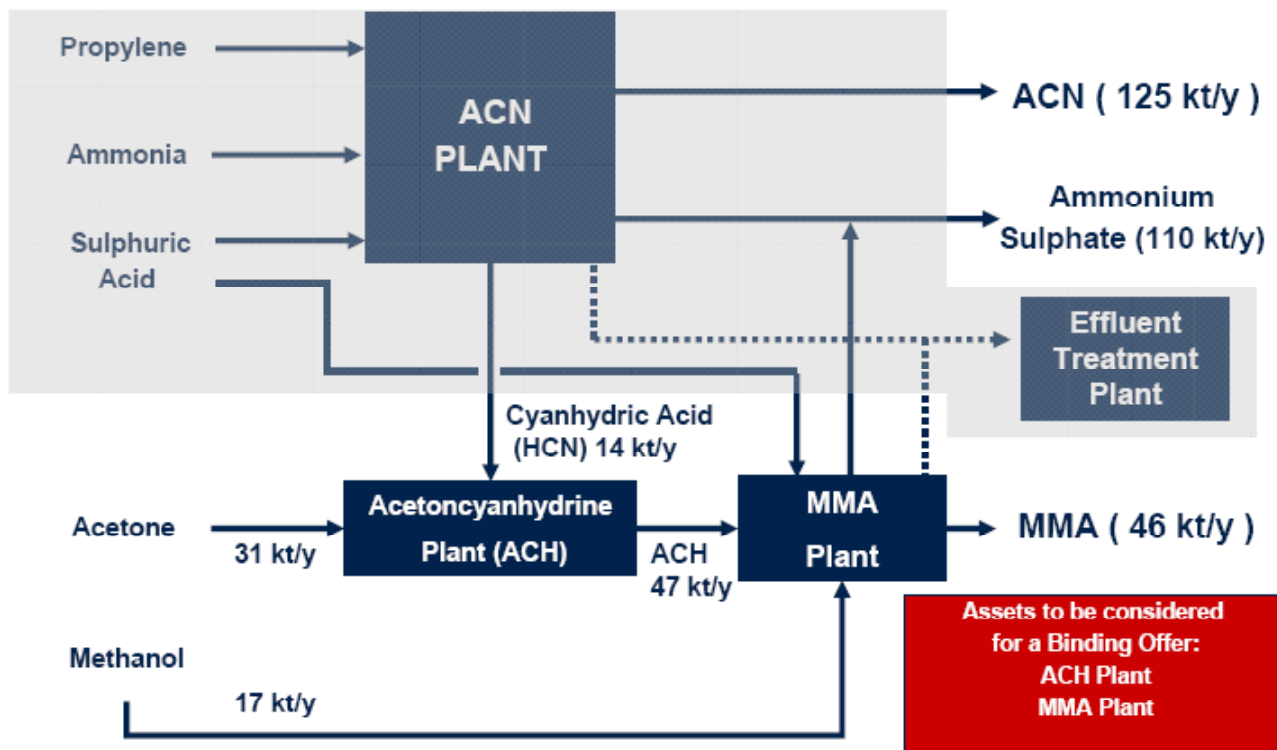 Propylene
Ammonia
Sulphuric
Acid
ACN
PLANT
ACN ( 125 kt/y )
Ammonium
Sulphate (110 kt/y)
Effluent
Treatment
Plant
Cyanhydric Acid
(HCN) 14 kt/y
Acetone
31 kt/y
Acetoncyanhydrine
Plant (ACH)
ACH
47 kt/y
MMA
Plant
MMA ( 46 kt/y )
Methanol
17 kt/y
Assets to be considered
for a Binding Offer:
ACH Plant
MMA Plant